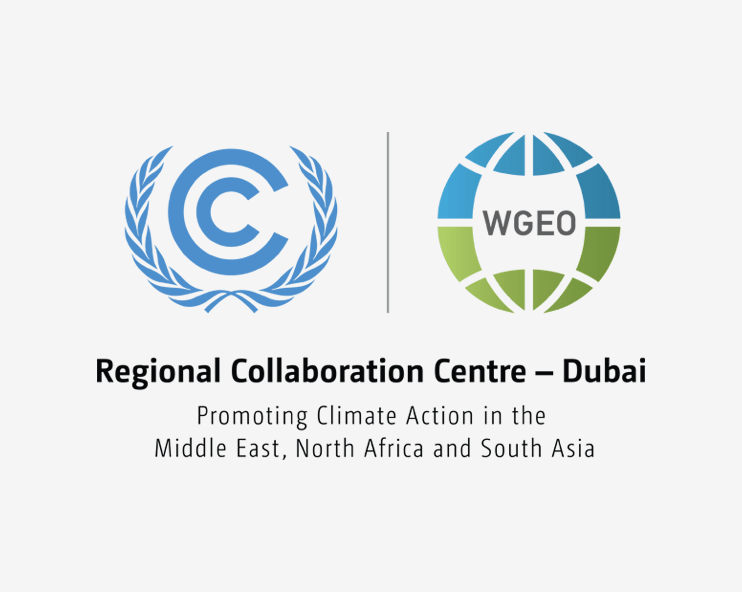 WGEO
Regional Collaboration Centre – Dubai
Promoting Climate Action in the
Middle East, North Africa and South Asia